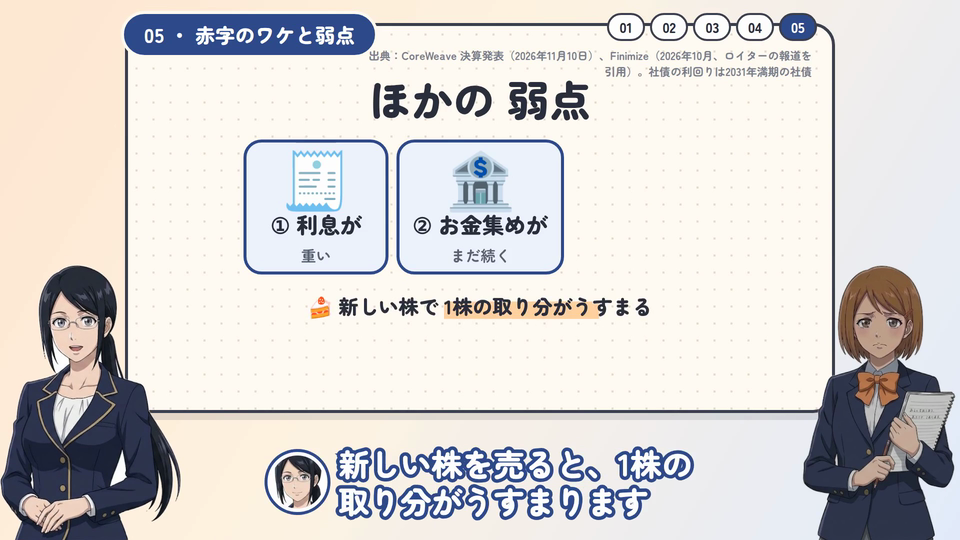 05 ・ 赤字のワケと弱点
01 02 03 04 05
出典：CoreWeave 決算発表（2026年11月10日）、Finimize（2026年10月、ロイターの報道を
引用）。社債の利回りは2031年満期の社債
ほかの 弱点
① 利息が
重い
② お金集めが
まだ続く
新しい株で 1株の取り分がうすまる
新しい株を売ると、1株の
取り分がうすまります